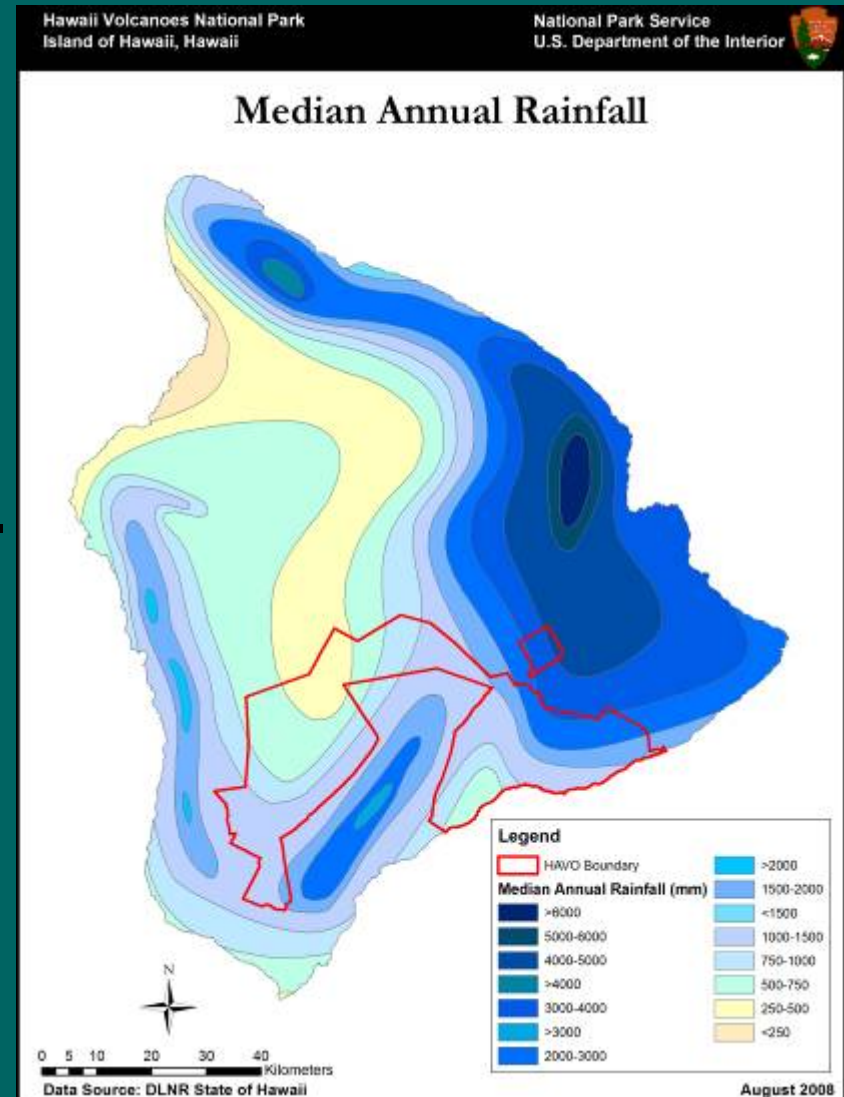 Hawaii Volcanoes National Park
Island of Hawaii, Hawaii
National Park Service
U.S. Department of the Interior
Median Annual Rainfall
Legend
HAVO Boundary
Median Annual Rainfall (mm)
>6000
5000-6000
4000-5000
>4000
3000-4000
>3000
2000-3000
>2000
1500-2000
<1500
1000-1500
750-1000
500-750
250-500
<250
N
0 5 10 20 30 40
Kilometers
Data Source: DLNR State of Hawaii
August 2008